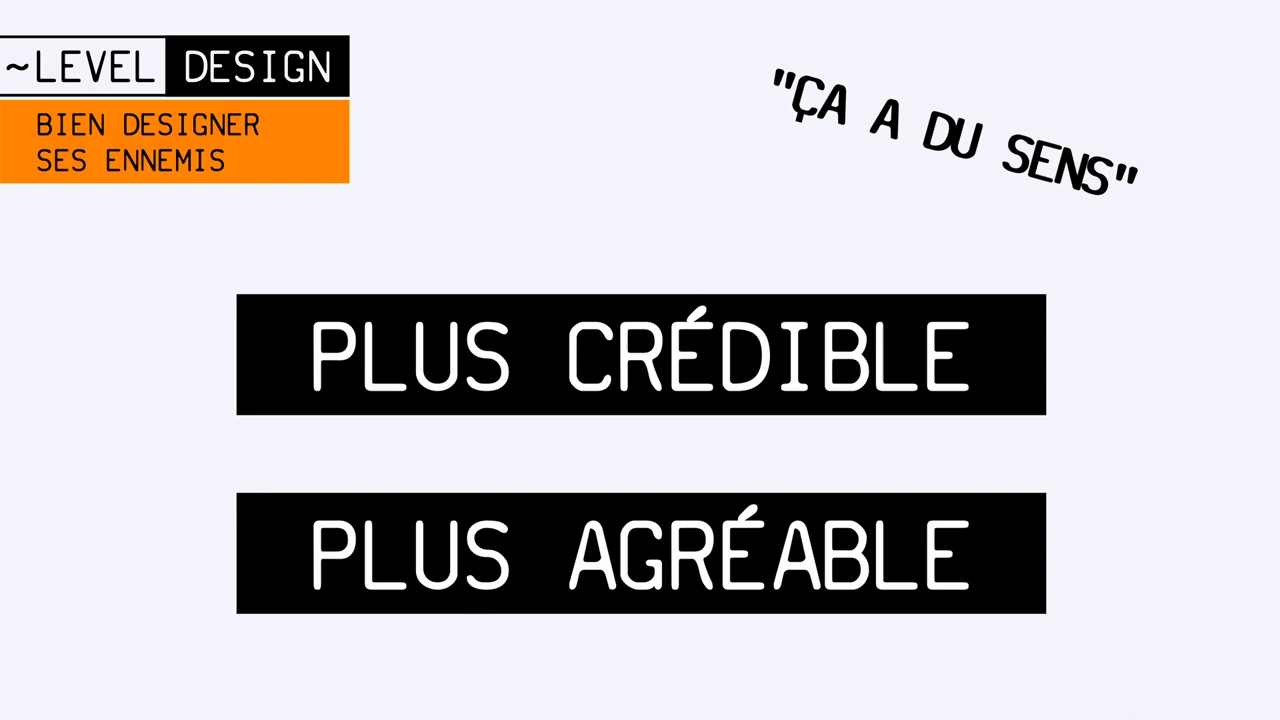 ~LEVEL DESIGN
BIEN DESIGNER
SES ENNEMIS
"ÇA A DU SENS"
PLUS CRÉDIBLE
PLUS AGRÉABLE